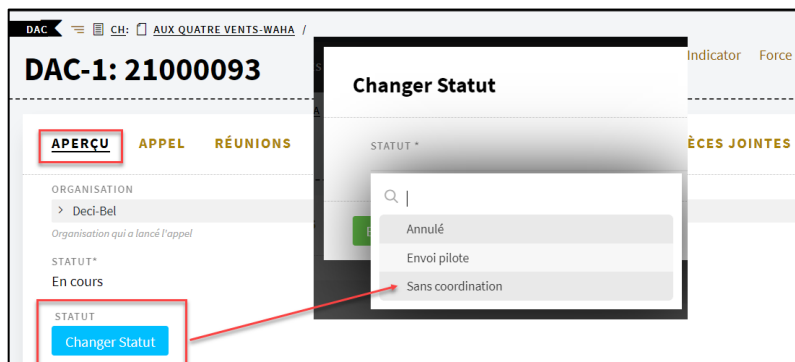 DAC CH: AUX QUATRE VENTS-WAHA /
DAC-1: 21000093
Indicator Force
Changer Statut
APERÇU APPEL RÉUNIONS
ÈCES JOINTES
STATUT *
ORGANISATION
> Deci-Bel
Organisation qui a lancé l'appel
STATUT*
En cours
STATUT
Changer Statut
Annulé
Envoi pilote
Sans coordination